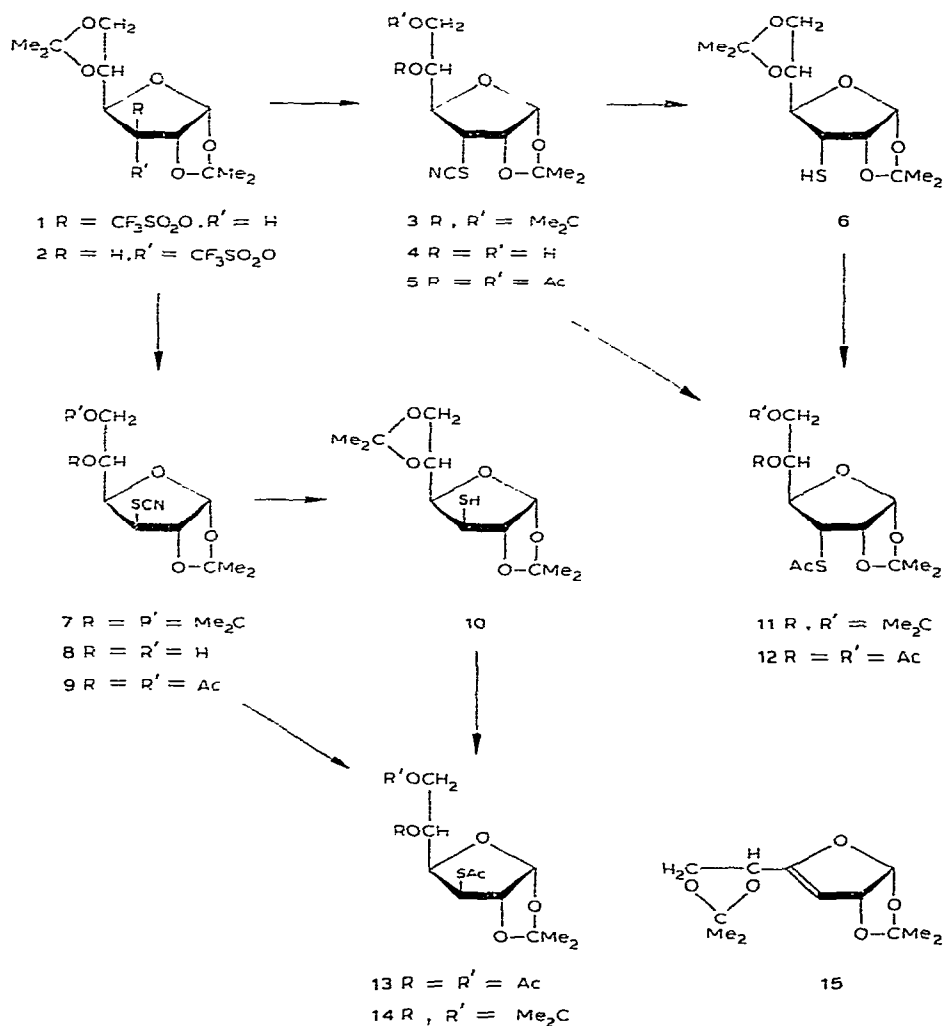 OCH₂
Me₂C
OCH
O
R
R'
O
O–CMe₂
1 R = CF₃SO₂O, R' = H
2 R = H, R' = CF₃SO₂O
R'OCH₂
ROCH
O
NCS
O
O–CMe₂
3 R, R' = Me₂C
4 R = R' = H
5 R = R' = Ac
OCH₂
Me₂C
OCH
O
HS
O
O–CMe₂
6
R'OCH₂
ROCH
O
SCN
O
O–CMe₂
7 R = R' = Me₂C
8 R = R' = H
9 R = R' = Ac
OCH₂
Me₂C
OCH
O
SH
O
O–CMe₂
10
R'OCH₂
ROCH
O
AcS
O
O–CMe₂
11 R, R' = Me₂C
12 R = R' = Ac
R'OCH₂
ROCH
O
SAc
O
O–CMe₂
13 R = R' = Ac
14 R, R' = Me₂C
H
H₂C
O
O
O
C
Me₂
O
O–CMe₂
15